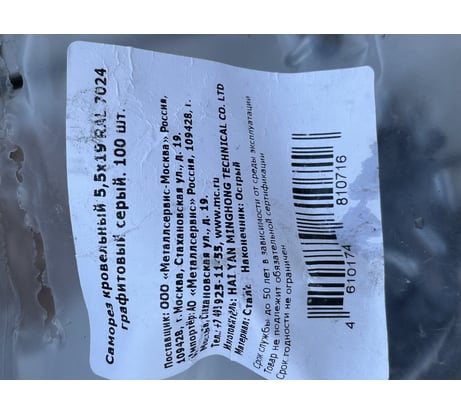 Саморез кровельный 5,5х19 RAL 7024
графитовый серый. 100 шт.
Поставщик: ООО «Металлсервис-Москва» Россия,
109428, г.Москва, Стахановская ул., д. 19.
Импортёр: АО «Металлсервис» Россия, 109428, г.
Москва, Стахановская ул., д. 19.
Тел.: +7 925-11-55, www.mc.ru
Изготовитель: HAI YAN MINGHONG TECHNICAL CO. LTD
Материал: Сталь Наконечник: Острый
Срок службы до 50 лет в зависимости от среды эксплуатации
Товар не подлежит обязательной сертификации
Срок годности не ограничен
4 610174 810716